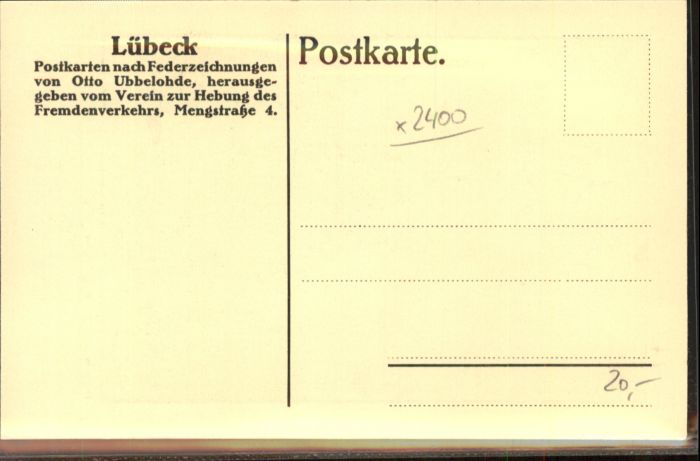 Lübeck
Postkarten nach Federzeichnungen
von Otto Ubbelohde, herausge-
geben vom Verein zur Hebung des
Fremdenverkehrs, Mengstraße 4.
Postkarte.
x2400
20,-